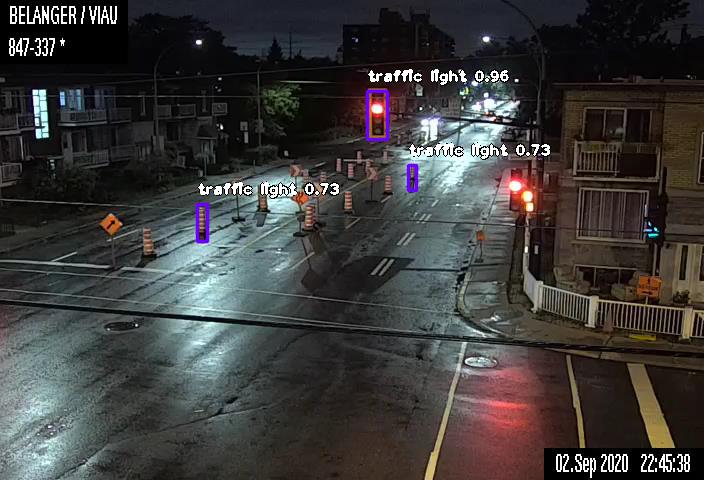 BELANGER / VIAU
847-337 *
traffic light 0.96
traffic light 0.73
traffic light 0.73
02.Sep 2020 22:45:38